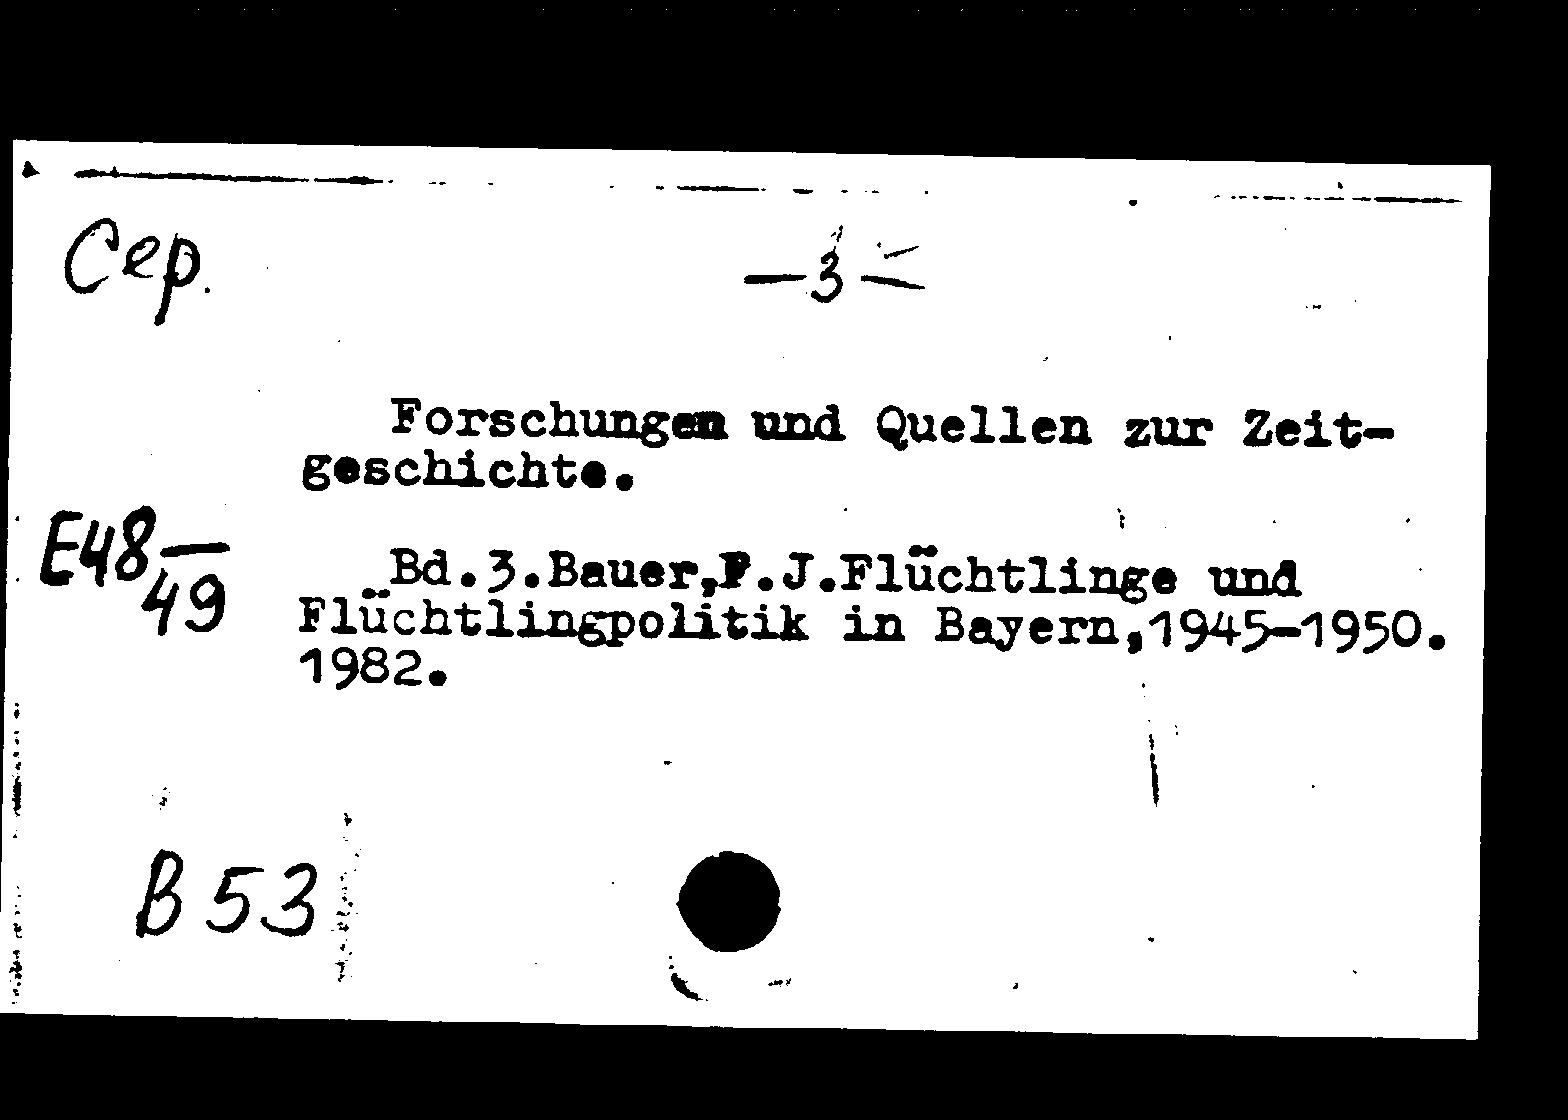 Сер.
— 3 —
Forschungen und Quellen zur Zeit-
geschichte.
E48
49
Bd.3.Bauer,F.J.Flüchtlinge und
Flüchtlingpolitik in Bayern,1945-1950.
1982.
B 53